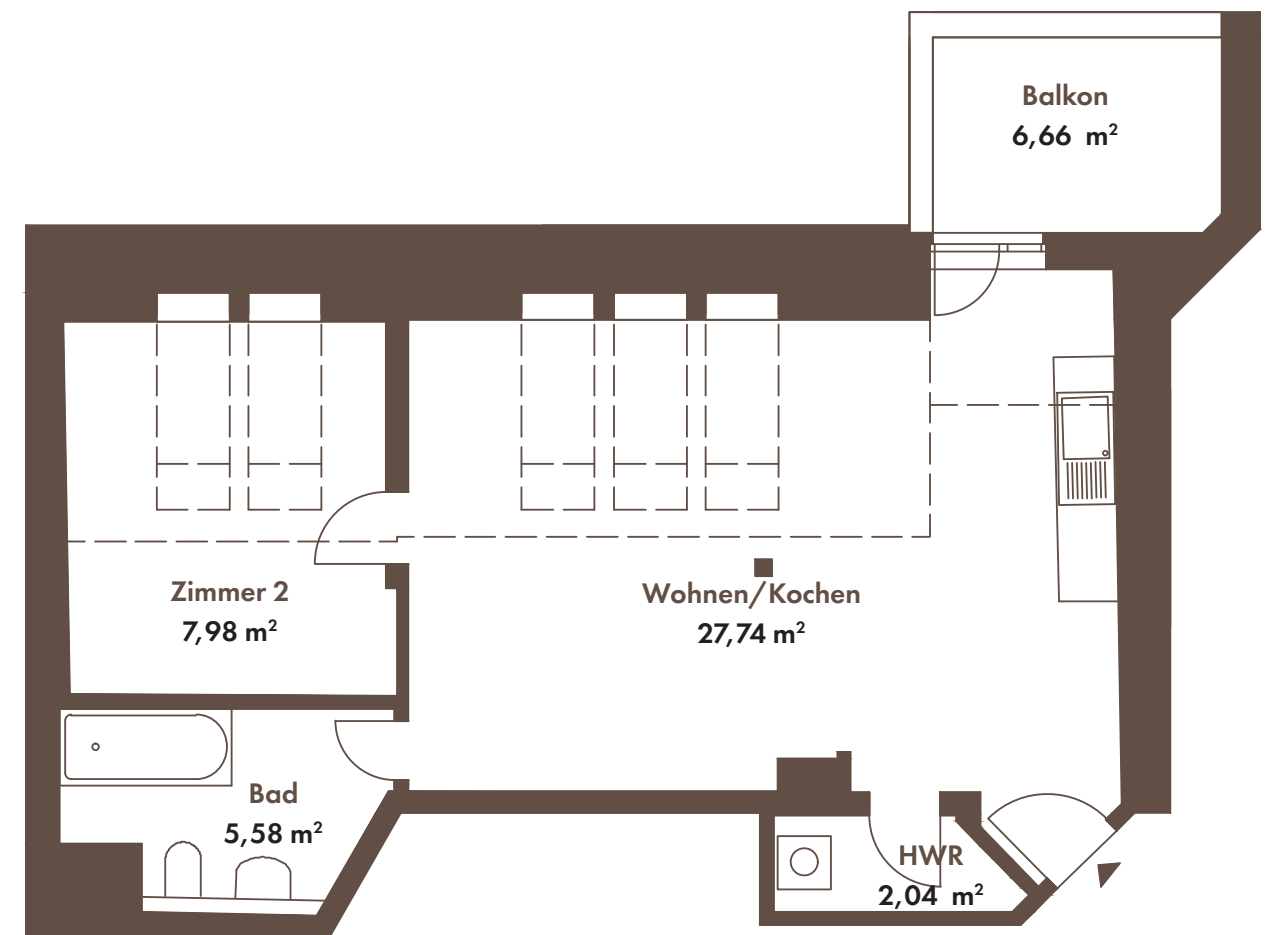 Balkon
6,66 m²
Zimmer 2
7,98 m²
Wohnen/Kochen
27,74 m²
Bad
5,58 m²
HWR
2,04 m²